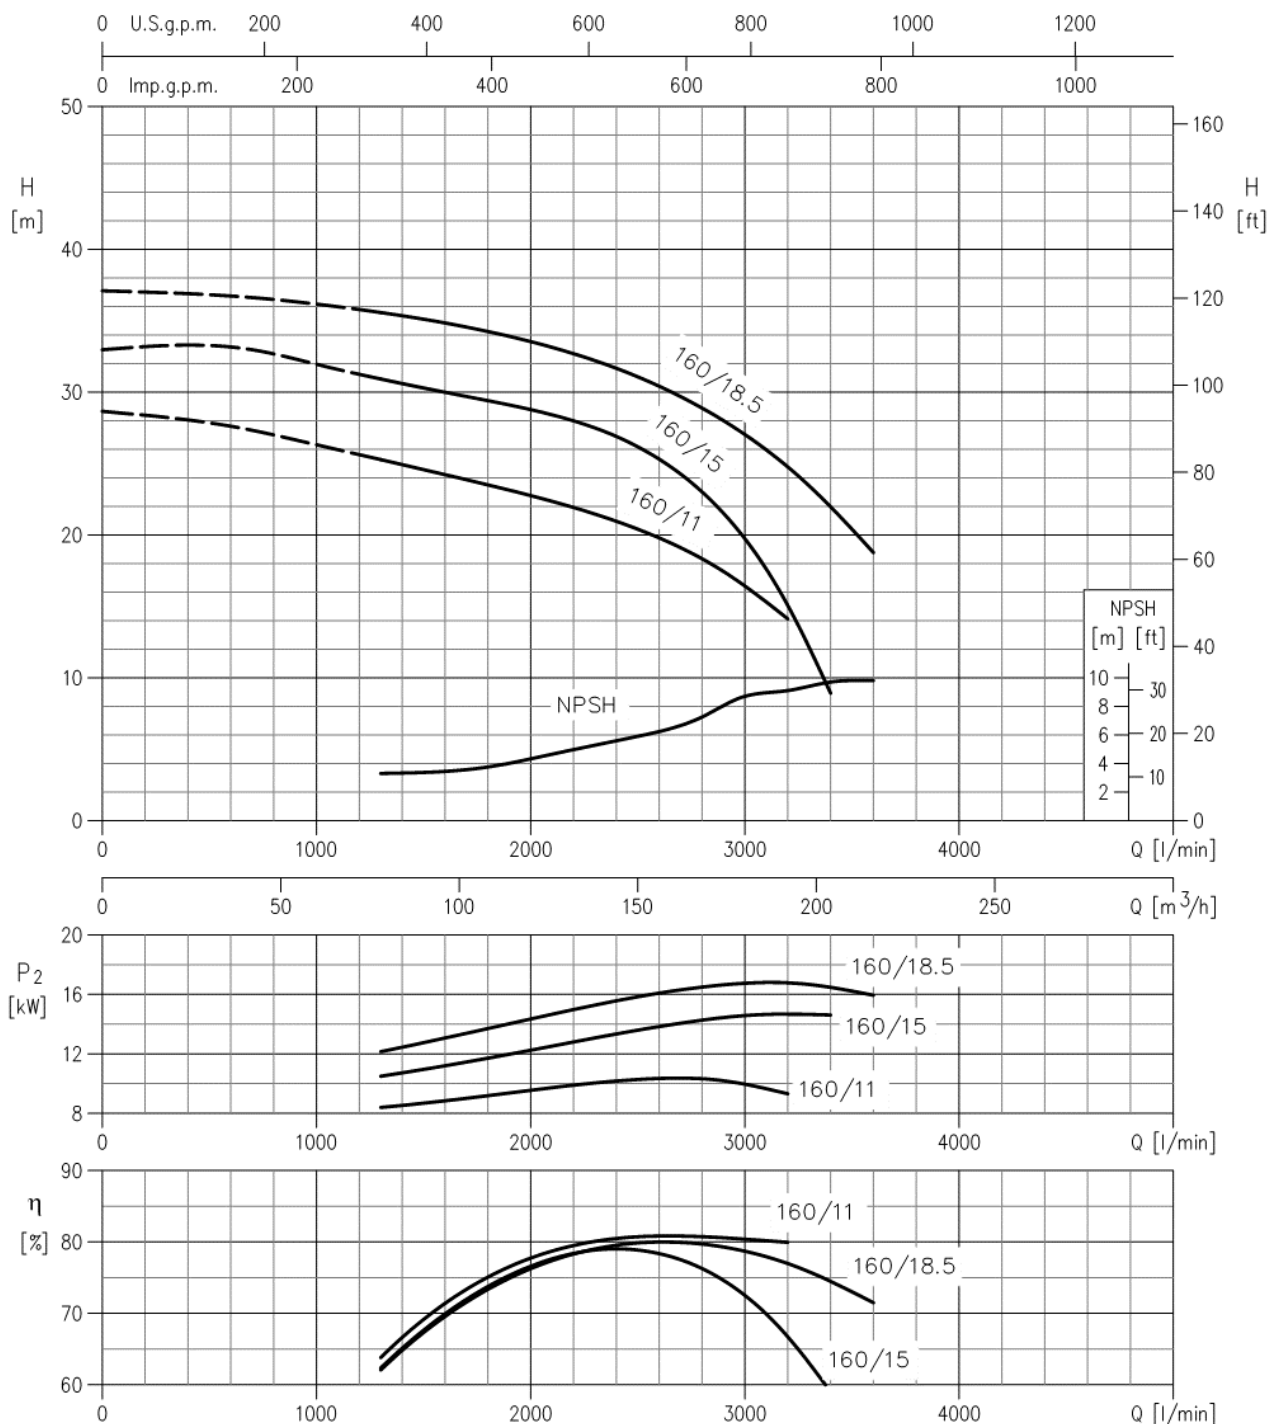 0 U.S.g.p.m. 200 400 600 800 1000 1200
0 Imp.g.p.m. 200 400 600 800 1000
50
160
H
[m]
H
[ft]
140
40
120
160/18.5
30
100
160/15
80
160/11
20
60
NPSH
[m] [ft]
40
10
10
30
NPSH
8
6
20
20
4
10
2
0
0
0 1000 2000 3000 4000 Q [l/min]
0 50 100 150 200 250 Q [m³/h]
20
P2
[kW]
160/18.5
16
160/15
12
160/11
8
0 1000 2000 3000 4000 Q [l/min]
90
η
[%]
160/11
80
160/18.5
70
160/15
60
0 1000 2000 3000 4000 Q [l/min]